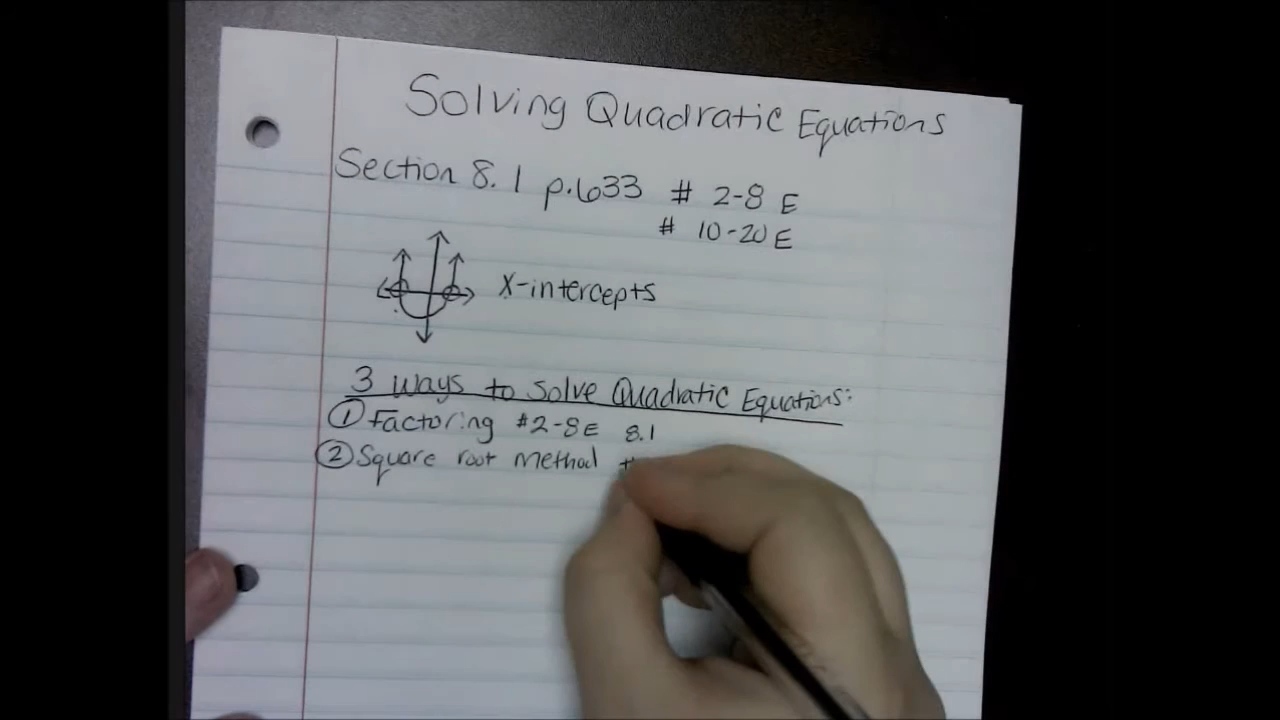 Solving Quadratic Equations
Section 8.1 p.633 # 2-8 E
# 10-20 E
X-intercepts
3 Ways to Solve Quadratic Equations:
① Factoring #2-8E 8.1
② Square root method